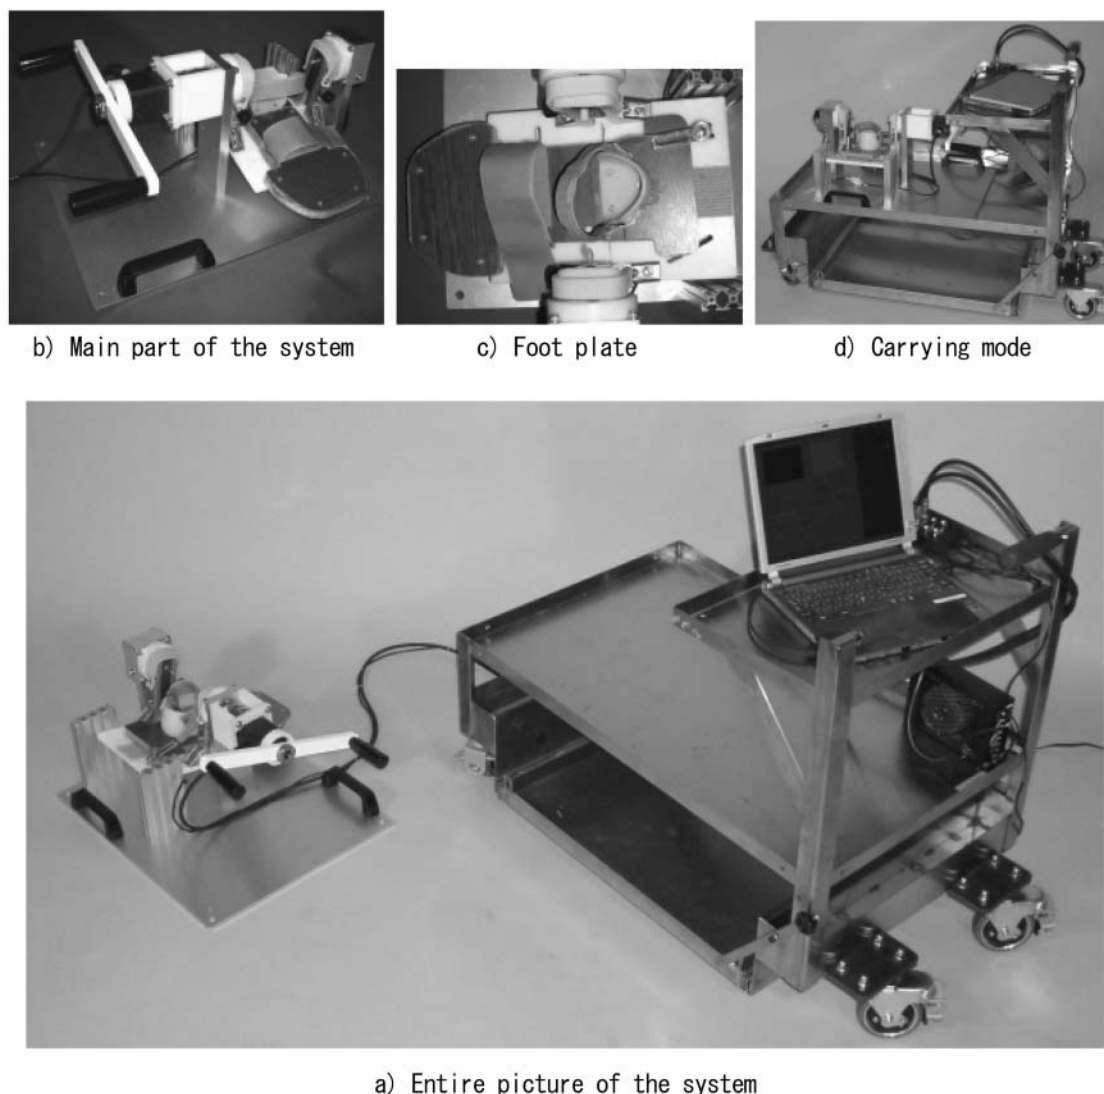 b) Main part of the system
c) Foot plate
d) Carrying mode
a) Entire picture of the system